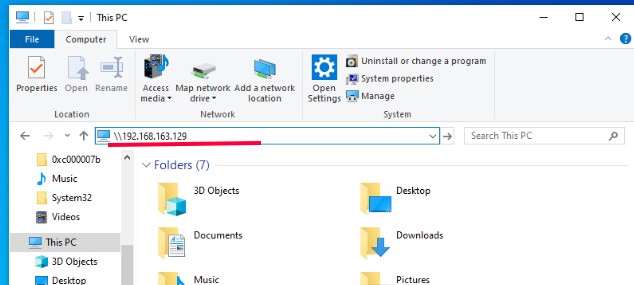 This PC
File
Computer
View
Properties
Open
Rename
Access media
Map network drive
Add a network location
Open Settings
Uninstall or change a program
System properties
Manage
Location
Network
System
\\192.168.163.129
Search This PC
0xc000007b
Music
System32
Videos
This PC
3D Objects
Desktop
Folders (7)
3D Objects
Desktop
Documents
Downloads
Music
Pictures